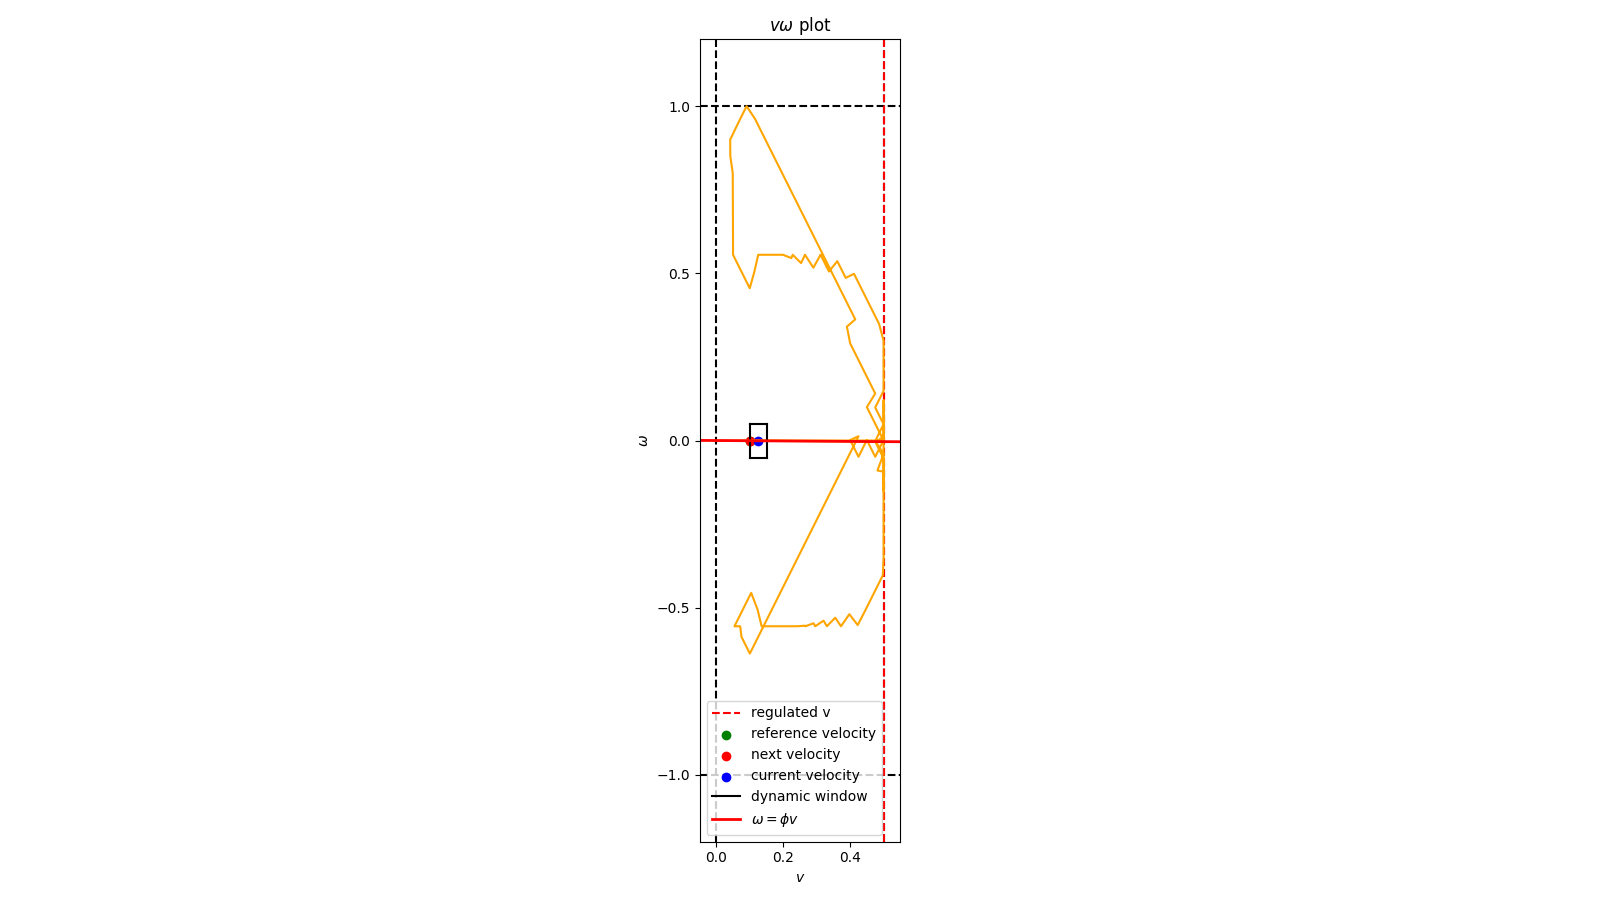 vω plot
1.0
0.5
0.0
−0.5
−1.0
ω
regulated v
reference velocity
next velocity
current velocity
dynamic window
ω = ϕv
0.0 0.2 0.4
v